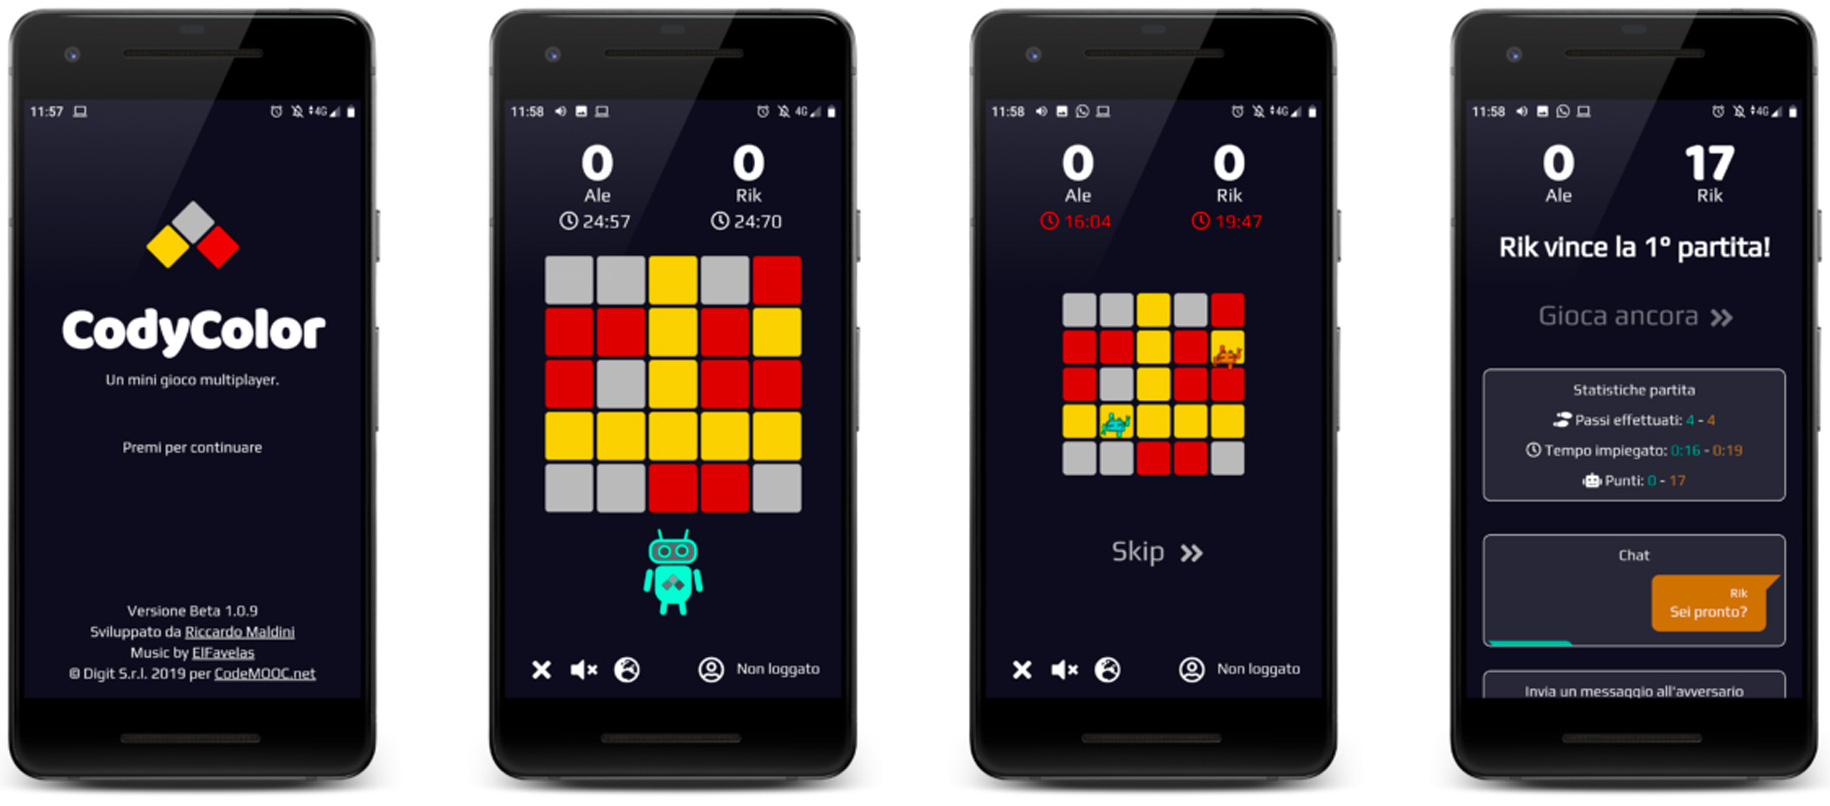 11:57
4G
CodyColor
Un mini gioco multiplayer.
Premi per continuare
Versione Beta 1.0.9
Sviluppato da Riccardo Maldini
Music by ElFavelas
© Digit S.r.l. 2019 per CodeMOOC.net
11:58
4G
0 0
Ale Rik
24:57 24:70
Non loggato
11:58
4G
0 0
Ale Rik
16:04 19:47
Skip »
Non loggato
11:58
4G
0 17
Ale Rik
Rik vince la 1° partita!
Gioca ancora »
Statistiche partita
Passi effettuati: 4 - 4
Tempo impiegato: 0:16 - 0:19
Punti: 0 - 17
Chat
Rik
Sei pronto?
Invia un messaggio all'avversario